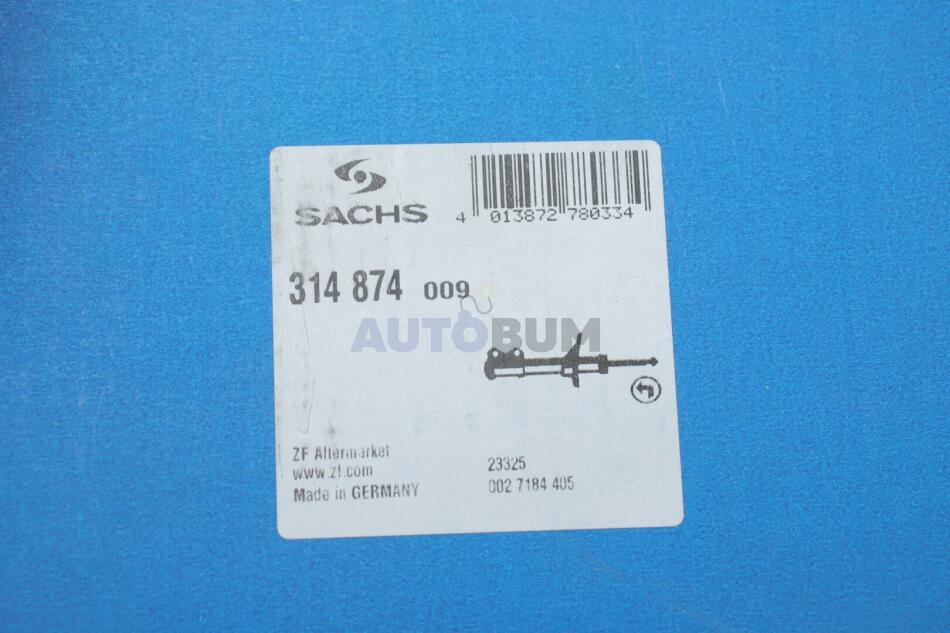 SACHS
4 013872 780334
314 874 009
AUTOBUM
ZF Aftermarket
www.zf.com
Made in GERMANY
23325
002 7184 405